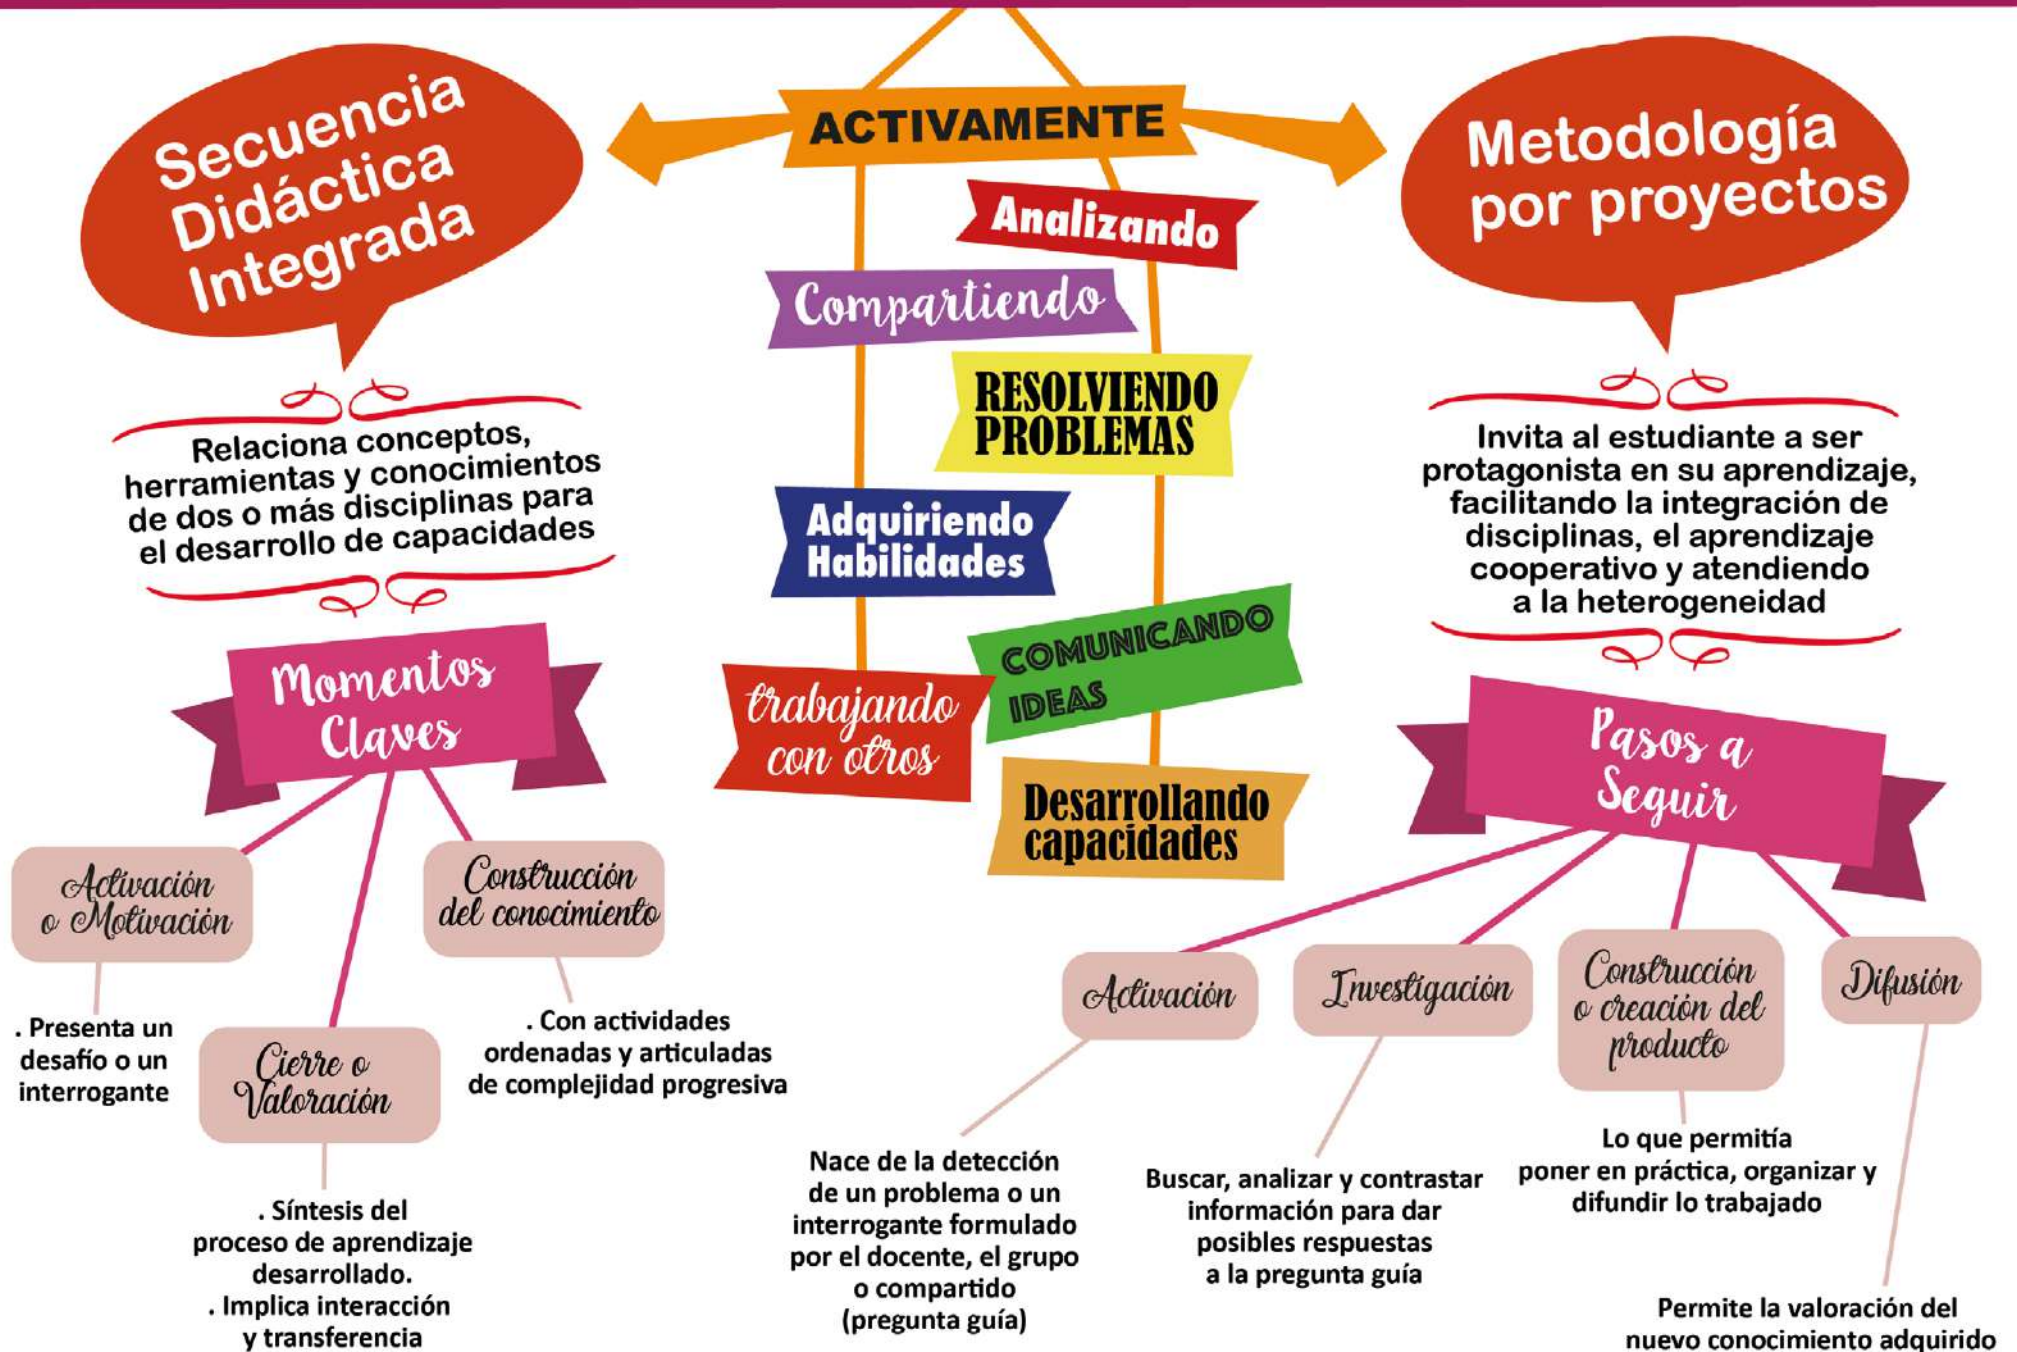 Secuencia
Didáctica
Integrada
Relaciona conceptos,
herramientas y conocimientos
de dos o más disciplinas para
el desarrollo de capacidades
Momentos
Claves
Activación
o Motivación
. Presenta un
desafío o un
interrogante
Cierre o
Valoración
. Síntesis del
proceso de aprendizaje
desarrollado.
. Implica interacción
y transferencia
Construcción
del conocimiento
. Con actividades
ordenadas y articuladas
de complejidad progresiva
ACTIVAMENTE
Analizando
Compartiendo
RESOLVIENDO
PROBLEMAS
Adquiriendo
Habilidades
COMUNICANDO
IDEAS
trabajando
con otros
Desarrollando
capacidades
Metodología
por proyectos
Invita al estudiante a ser
protagonista en su aprendizaje,
facilitando la integración de
disciplinas, el aprendizaje
cooperativo y atendiendo
a la heterogeneidad
Pasos a
Seguir
Activación
Nace de la detección
de un problema o un
interrogante formulado
por el docente, el grupo
o compartido
(pregunta guía)
Investigación
Buscar, analizar y contrastar
información para dar
posibles respuestas
a la pregunta guía
Construcción
o creación del
producto
Lo que permitía
poner en práctica, organizar y
difundir lo trabajado
Difusión
Permite la valoración del
nuevo conocimiento adquirido